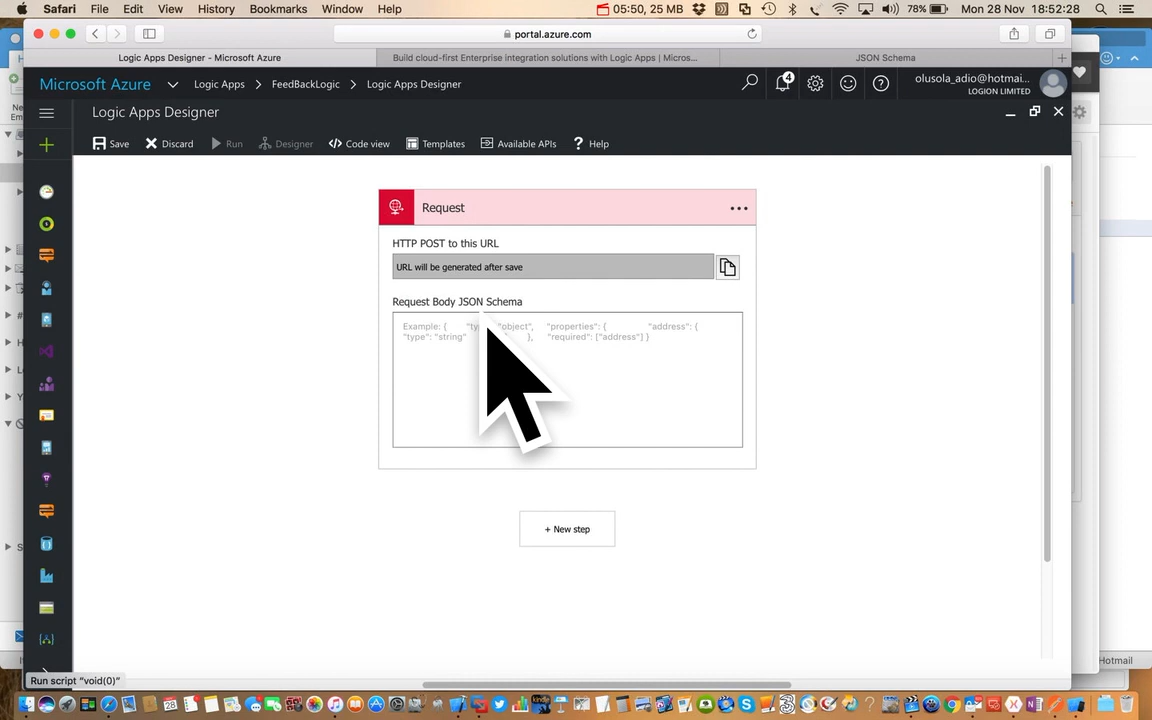 Safari File Edit View History Bookmarks Window Help 05:50, 25 MB 78% Mon 28 Nov 18:52:28
portal.azure.com
Logic Apps Designer - Microsoft Azure
Build cloud-first Enterprise integration solutions with Logic Apps | Micros...
JSON Schema
Microsoft Azure Logic Apps FeedBackLogic Logic Apps Designer
4
olusola_adio@hotmai...
LOGION LIMITED
Logic Apps Designer
Save Discard Run Designer Code view Templates Available APIs Help
Request
HTTP POST to this URL
URL will be generated after save
Request Body JSON Schema
Example: { "object", "properties": { "address": {
"type": "string" }, "required": ["address"] }
+ New step
Run script "void(0)"
Hotmail